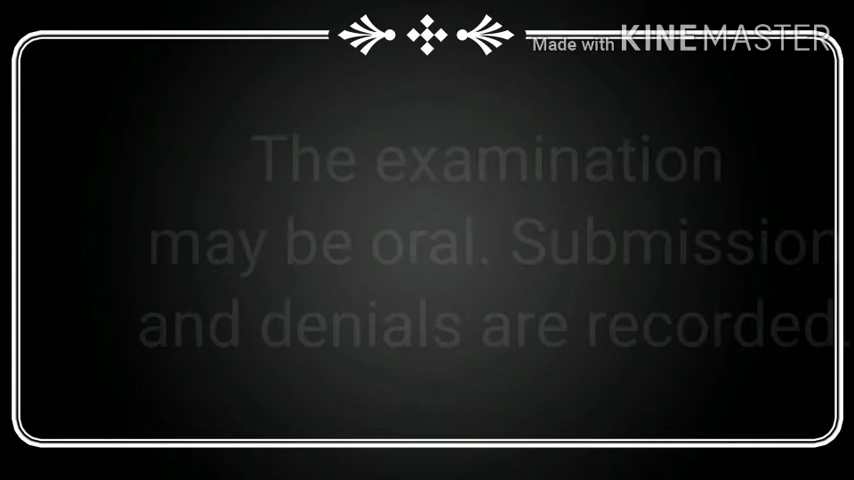 Made with KINEMASTER
The examination
may be oral. Submission
and denials are recorded.